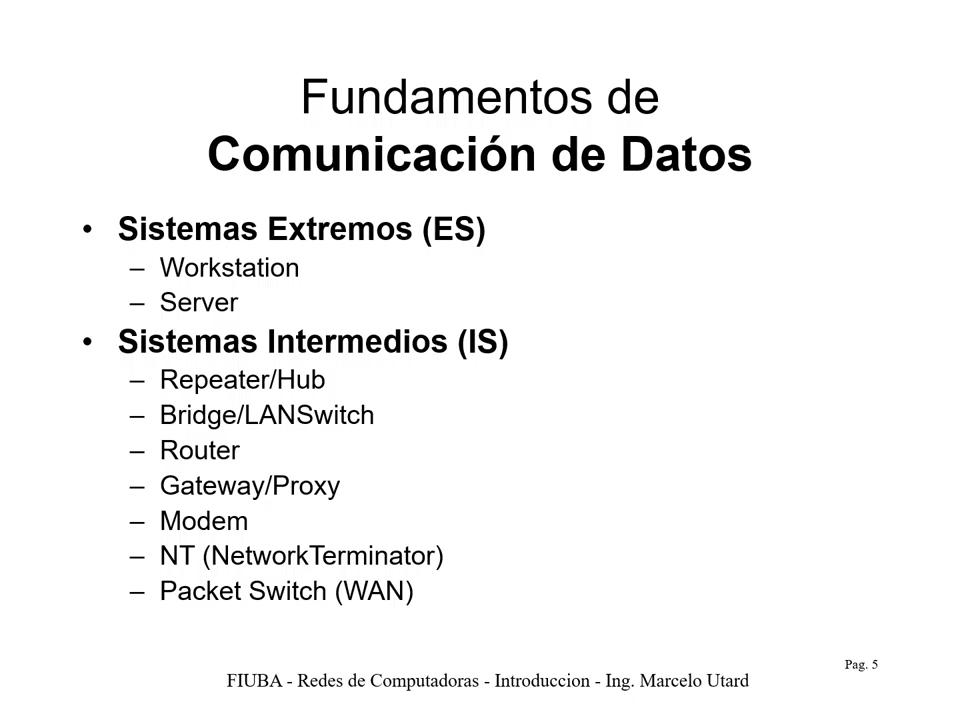 Fundamentos de
Comunicación de Datos
• Sistemas Extremos (ES)
– Workstation
– Server
• Sistemas Intermedios (IS)
– Repeater/Hub
– Bridge/LANSwitch
– Router
– Gateway/Proxy
– Modem
– NT (NetworkTerminator)
– Packet Switch (WAN)
Pag. 5
FIUBA - Redes de Computadoras - Introduccion - Ing. Marcelo Utard